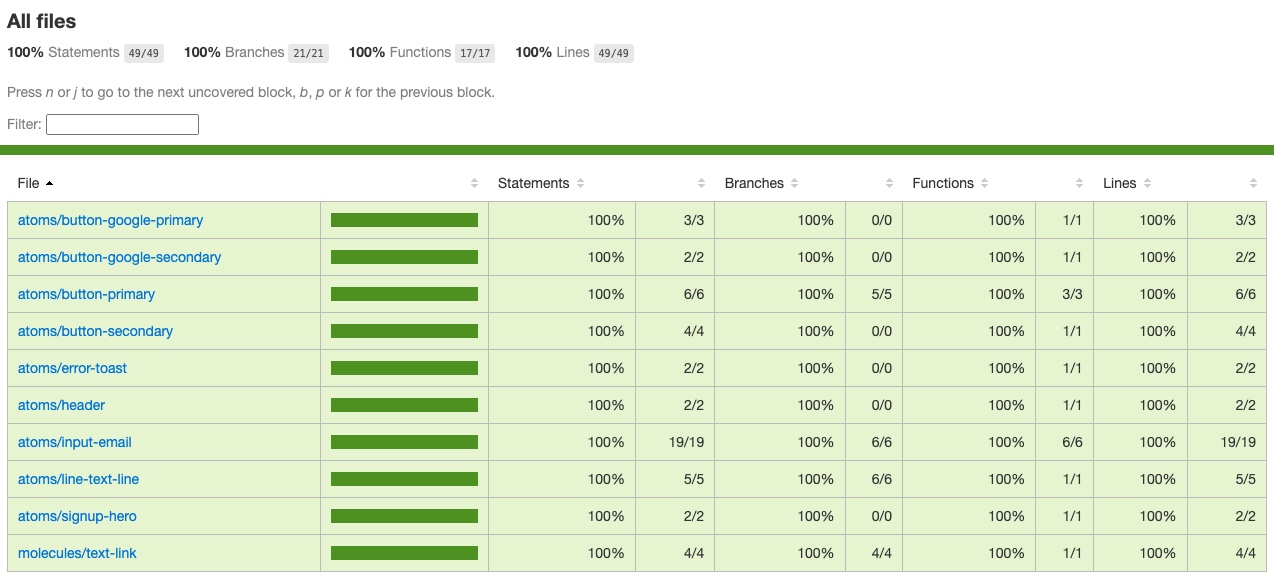 All files
100% Statements 49/49 100% Branches 21/21 100% Functions 17/17 100% Lines 49/49
Press n or j to go to the next uncovered block, b, p or k for the previous block.
Filter:
File Statements Branches Functions Lines
atoms/button-google-primary 100% 3/3 100% 0/0 100% 1/1 100% 3/3
atoms/button-google-secondary 100% 2/2 100% 0/0 100% 1/1 100% 2/2
atoms/button-primary 100% 6/6 100% 5/5 100% 3/3 100% 6/6
atoms/button-secondary 100% 4/4 100% 0/0 100% 1/1 100% 4/4
atoms/error-toast 100% 2/2 100% 0/0 100% 1/1 100% 2/2
atoms/header 100% 2/2 100% 0/0 100% 1/1 100% 2/2
atoms/input-email 100% 19/19 100% 6/6 100% 6/6 100% 19/19
atoms/line-text-line 100% 5/5 100% 6/6 100% 1/1 100% 5/5
atoms/signup-hero 100% 2/2 100% 0/0 100% 1/1 100% 2/2
molecules/text-link 100% 4/4 100% 4/4 100% 1/1 100% 4/4